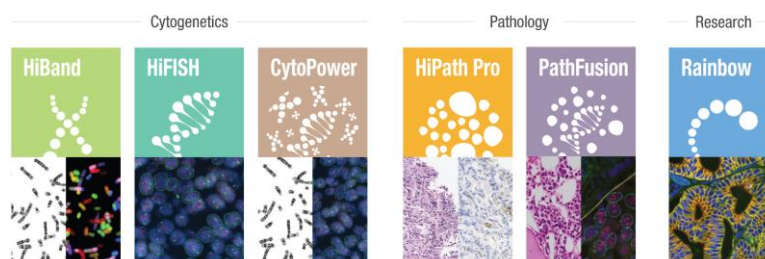 Cytogenetics
Pathology
Research
HiBand
HiFISH
CytoPower
HiPath Pro
PathFusion
Rainbow